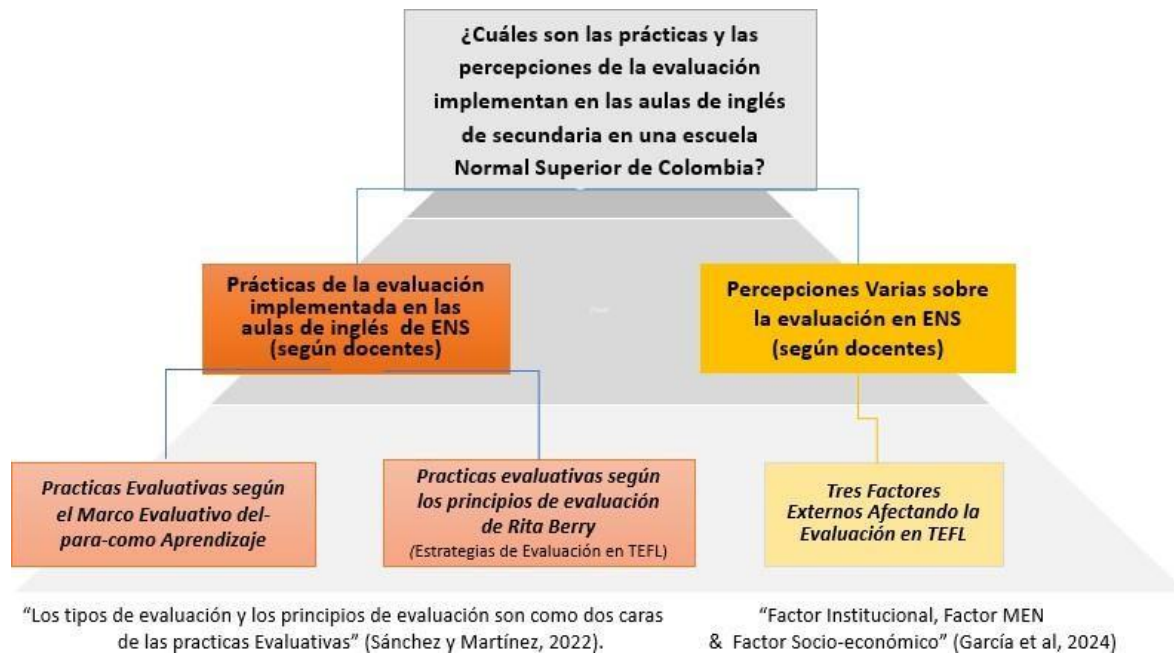 ¿Cuáles son las prácticas y las
percepciones de la evaluación
implementan en las aulas de inglés
de secundaria en una escuela
Normal Superior de Colombia?
Prácticas de la evaluación
implementada en las
aulas de inglés de ENS
(según docentes)
Percepciones Varias sobre
la evaluación en ENS
(según docentes)
Practicas Evaluativas según
el Marco Evaluativo del-
para-como Aprendizaje
Practicas evaluativas según
los principios de evaluación
de Rita Berry
(Estrategias de Evaluación en TEFL)
Tres Factores
Externos Afectando la
Evaluación en TEFL
“Los tipos de evaluación y los principios de evaluación son como dos caras
de las practicas Evaluativas” (Sánchez y Martínez, 2022).
“Factor Institucional, Factor MEN
& Factor Socio-económico” (García et al, 2024)